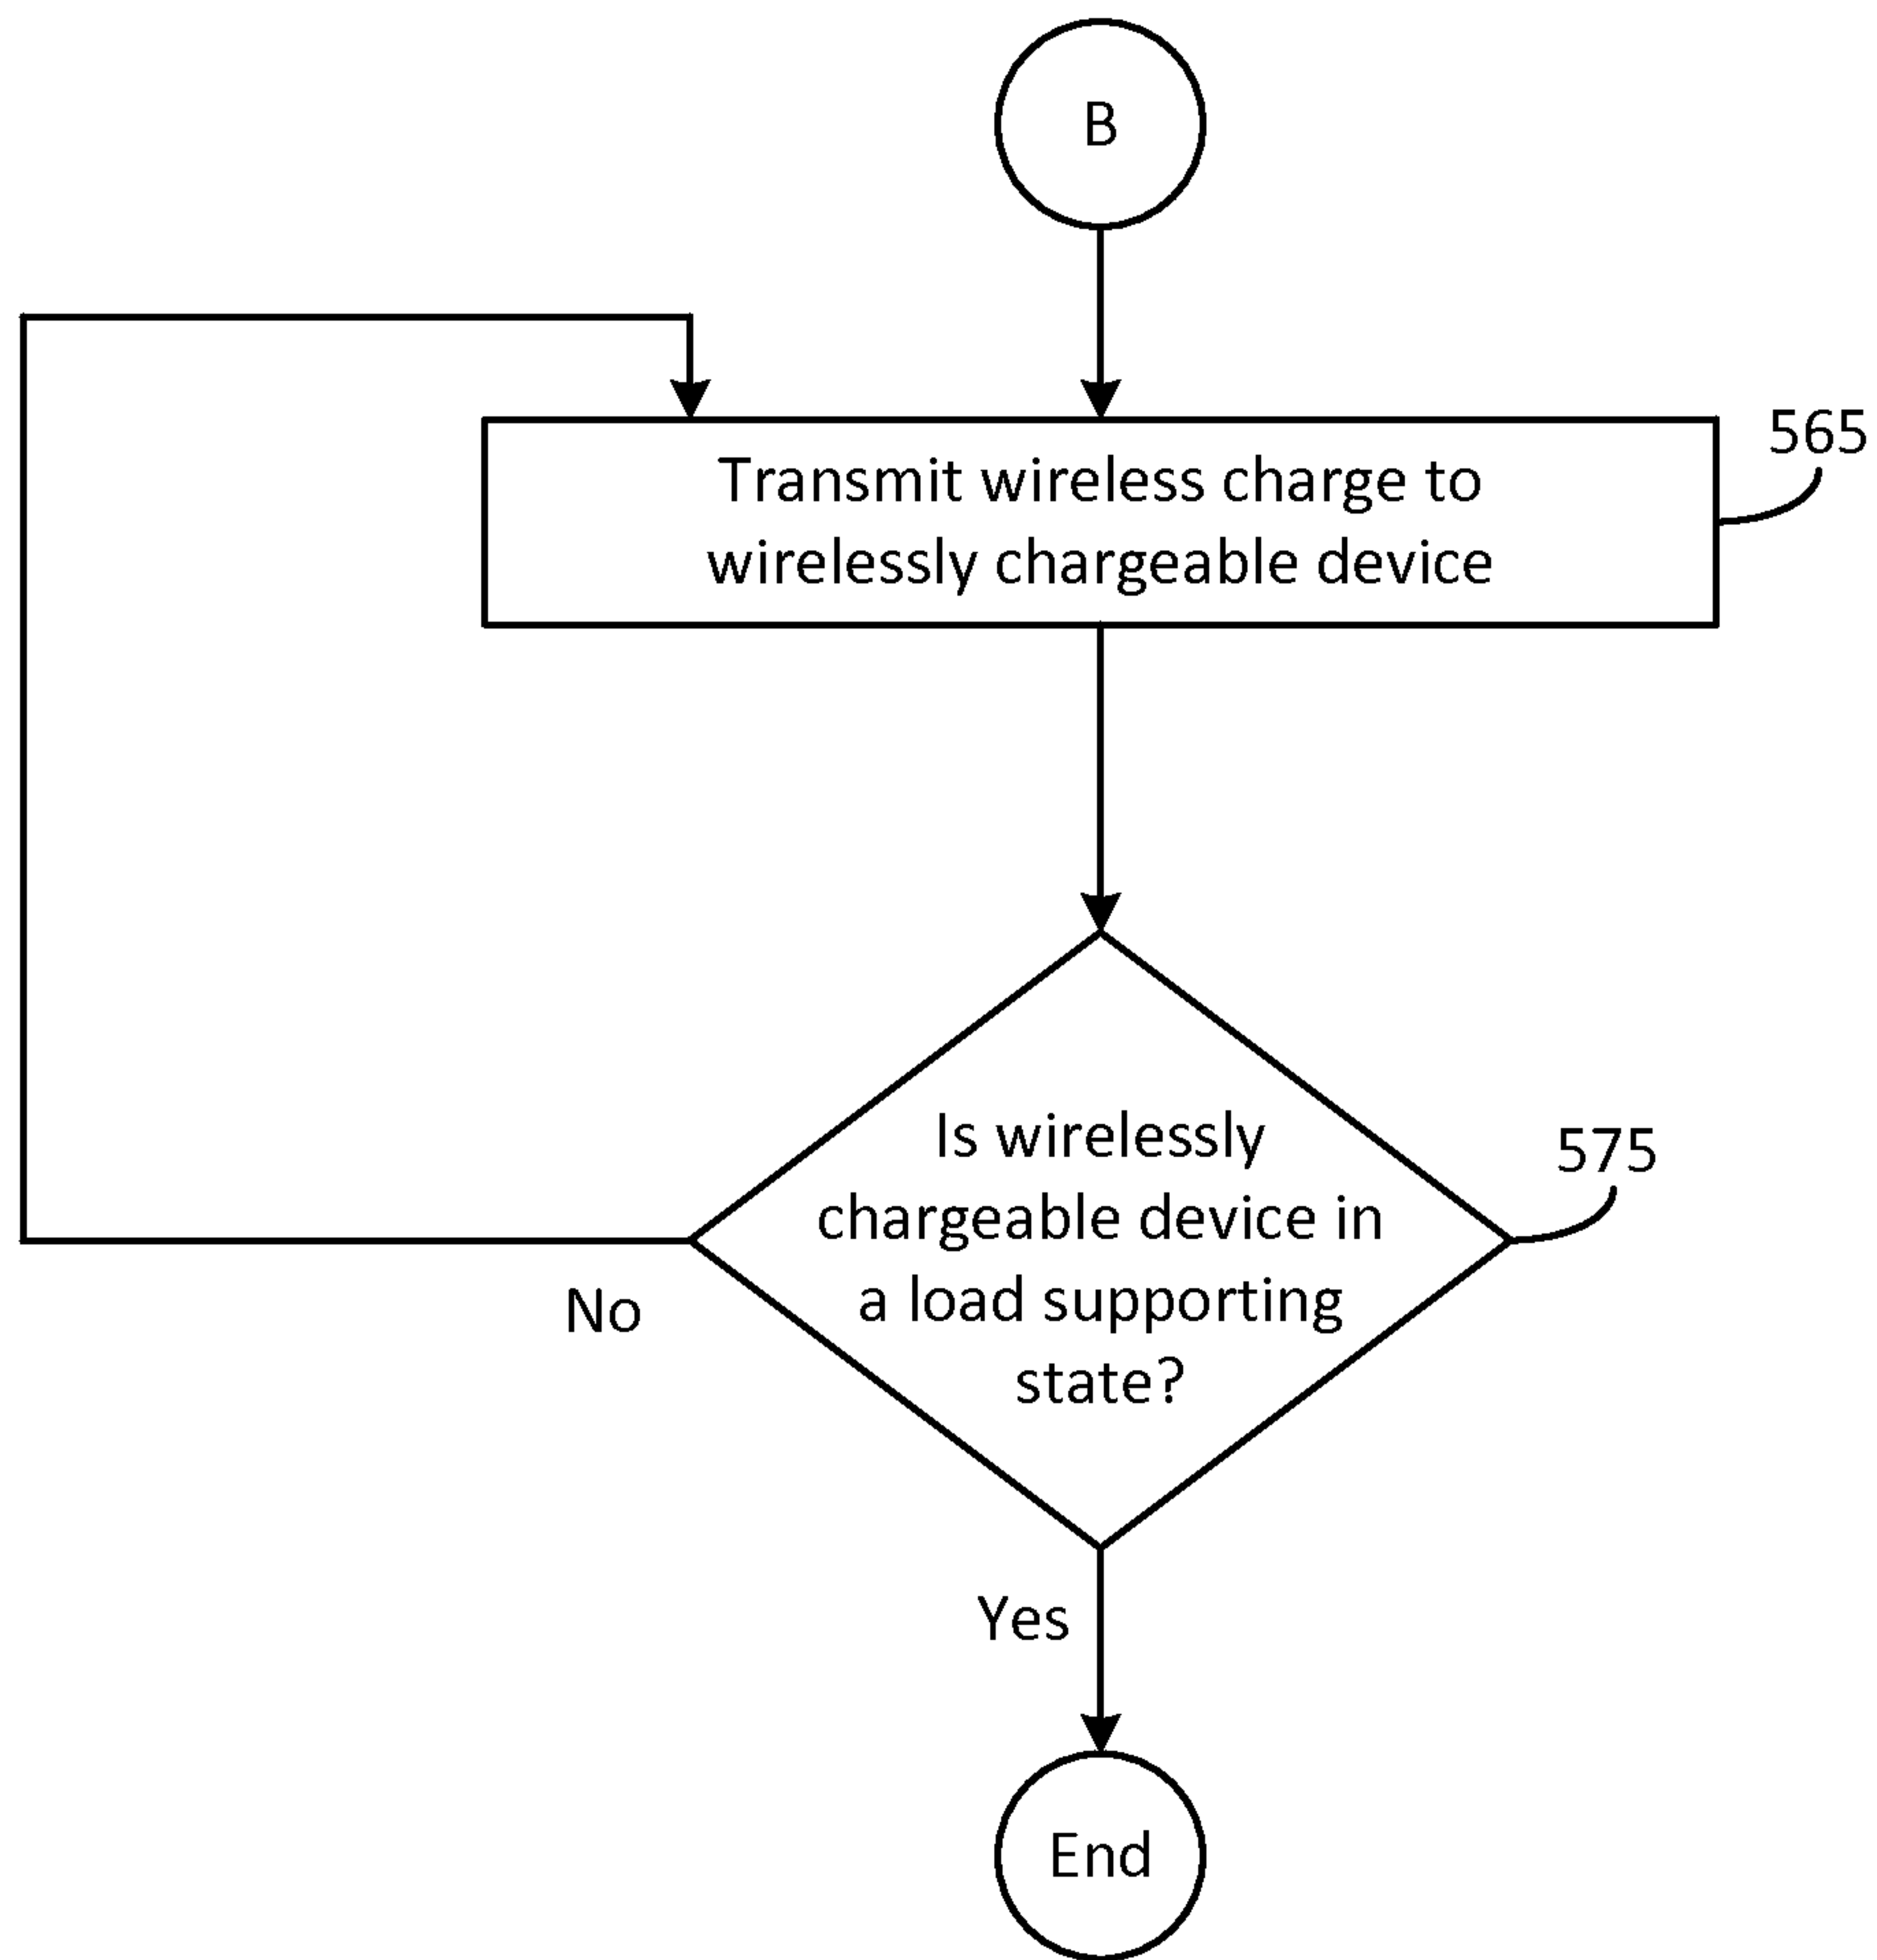 B
565
Transmit wireless charge to
wirelessly chargeable device
575
Is wirelessly
chargeable device in
a load supporting
state?
No
Yes
End